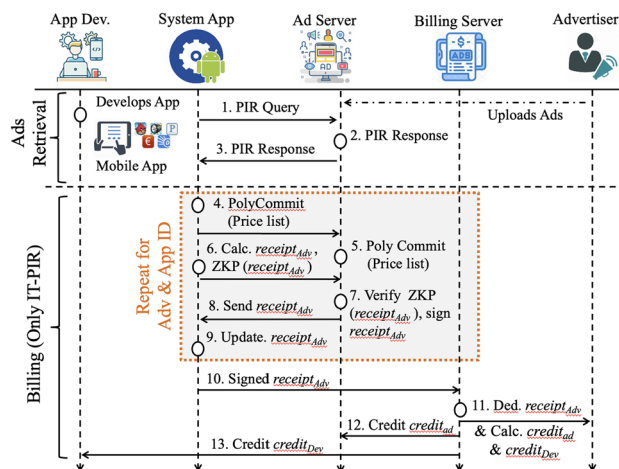 App Dev.
System App
Ad Server
Billing Server
Advertiser
AD
ADB
Ads
Retrieval
Develops App
Mobile App
1. PIR Query
Uploads Ads
2. PIR Response
3. PIR Response
Billing (Only IT-PIR)
Repeat for
Adv & App ID
4. PolyCommit
(Price list)
5. Poly Commit
(Price list)
6. Calc. receiptAdv ,
ZKP (receiptAdv)
7. Verify ZKP
(receiptAdv ), sign
receiptAdv
8. Send receiptAdv
9. Update. receiptAdv
10. Signed receiptAdv
11. Ded. receiptAdv
& Calc. creditad
& creditDev
12. Credit creditad
13. Credit creditDev